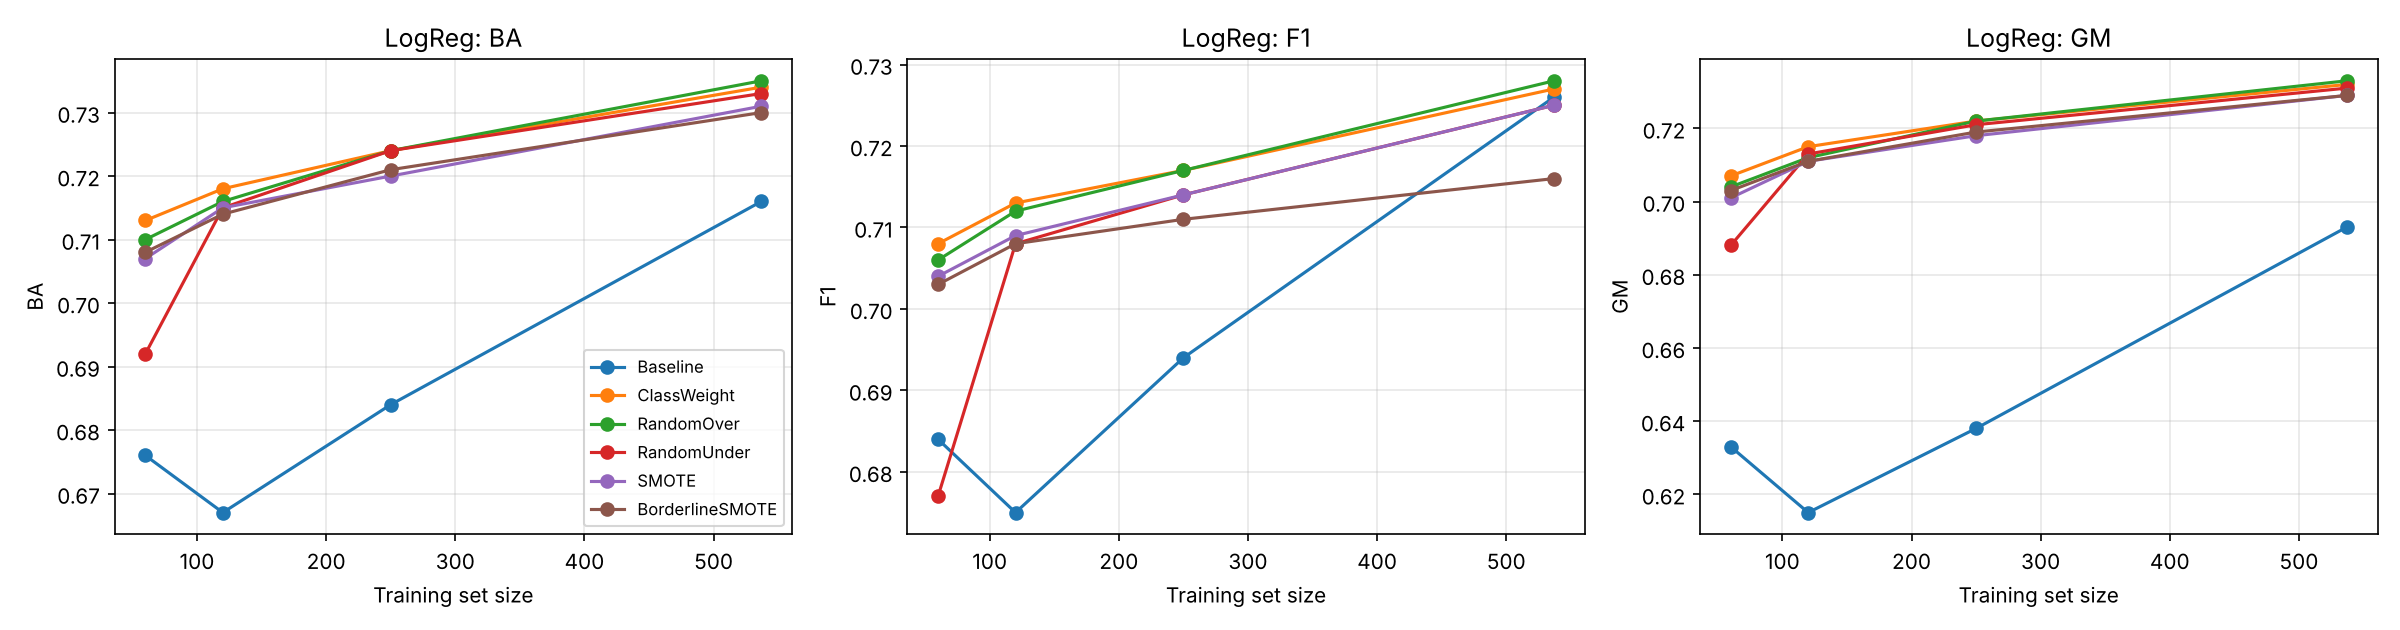 LogReg: BA
0.73
0.72
0.71
0.70
0.69
0.68
0.67
BA
Baseline
ClassWeight
RandomOver
RandomUnder
SMOTE
BorderlineSMOTE
100 200 300 400 500
Training set size
LogReg: F1
0.73
0.72
0.71
0.70
0.69
0.68
F1
100 200 300 400 500
Training set size
LogReg: GM
0.72
0.70
0.68
0.66
0.64
0.62
GM
100 200 300 400 500
Training set size